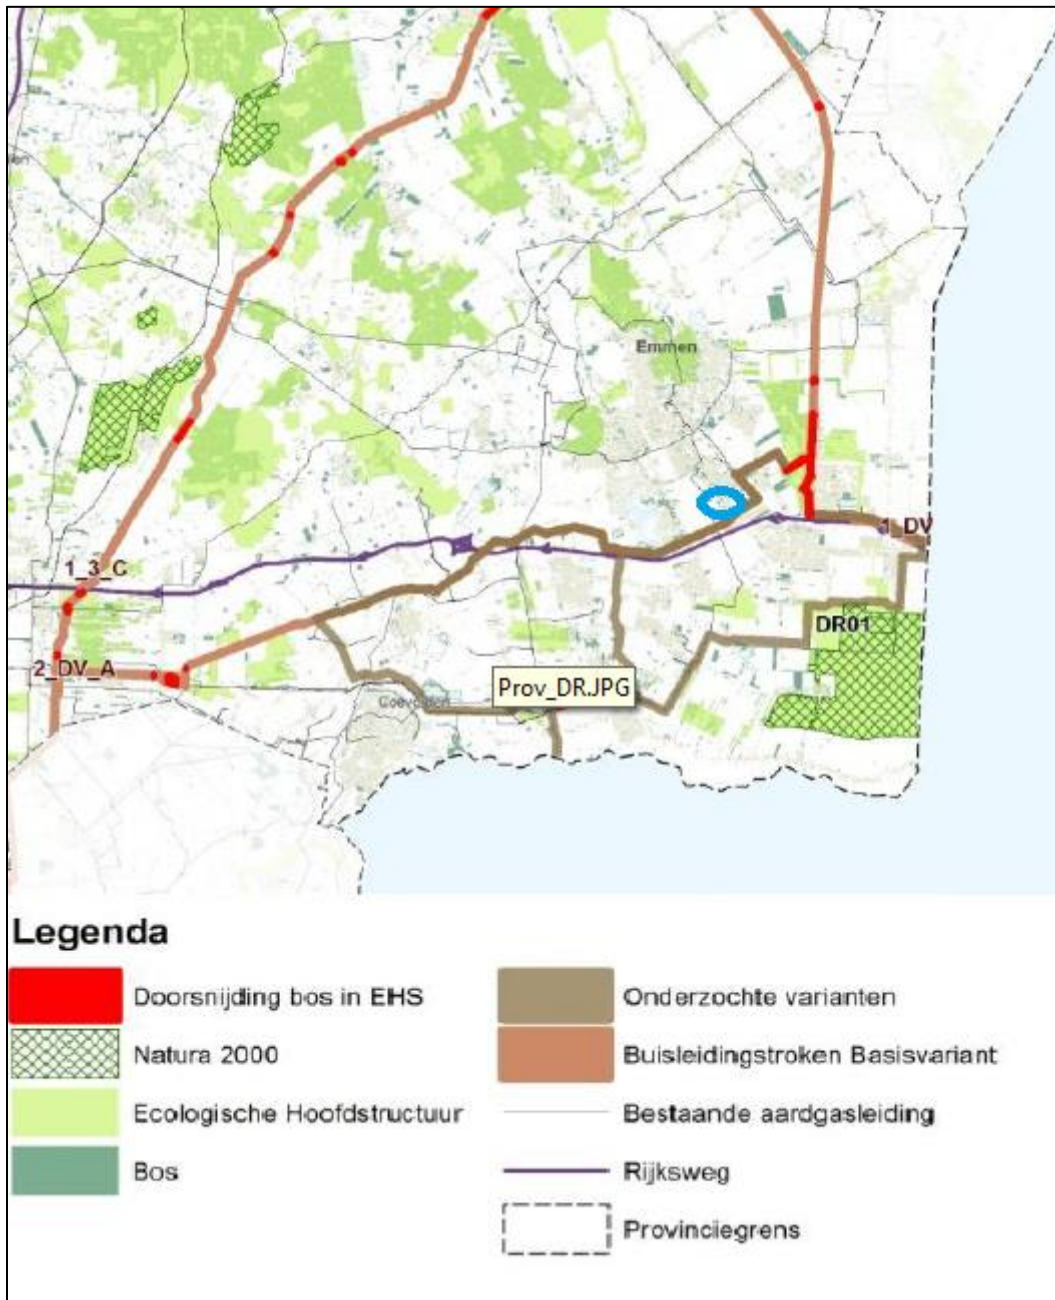 Emmen
1_3_C
1_DV
DR01
2_DV_A
Prov_DR.JPG
Coevorden
Legenda
Doorsnijding bos in EHS
Onderzochte varianten
Natura 2000
Buisleidingstroken Basisvariant
Ecologische Hoofdstructuur
Bestaande aardgasleiding
Bos
Rijksweg
Provinciegrens